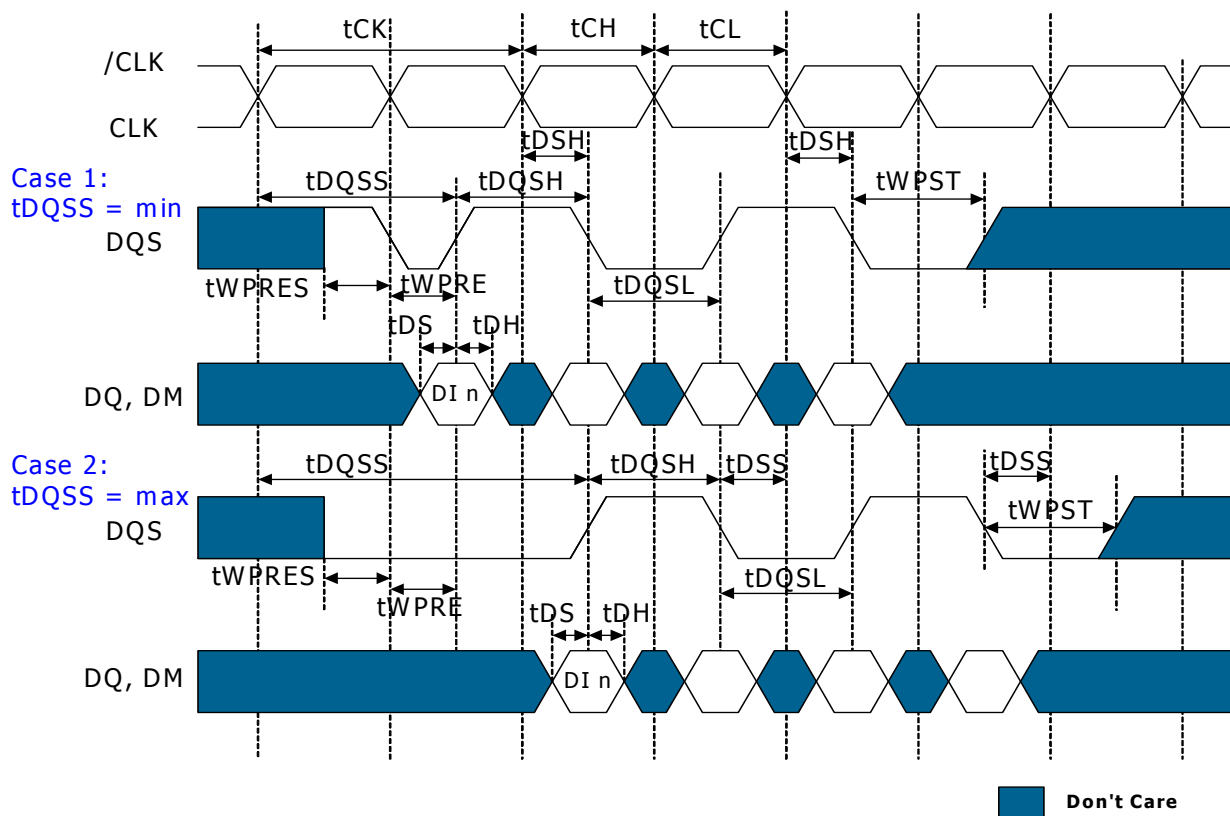 tCK tCH tCL
/CLK
CLK
tDSH tDSH
Case 1:
tDQSS = min
tDQSS tDQSH tWPST
DQS
tWPRES tWPRE tDQSL
tDS tDH
DQ, DM
DI n
Case 2:
tDQSS = max
tDQSS tDQSH tDSS tDSS
DQS
tWPST
tWPRES tWPRE tDQSL
tDS tDH
DQ, DM
DI n
Don't Care